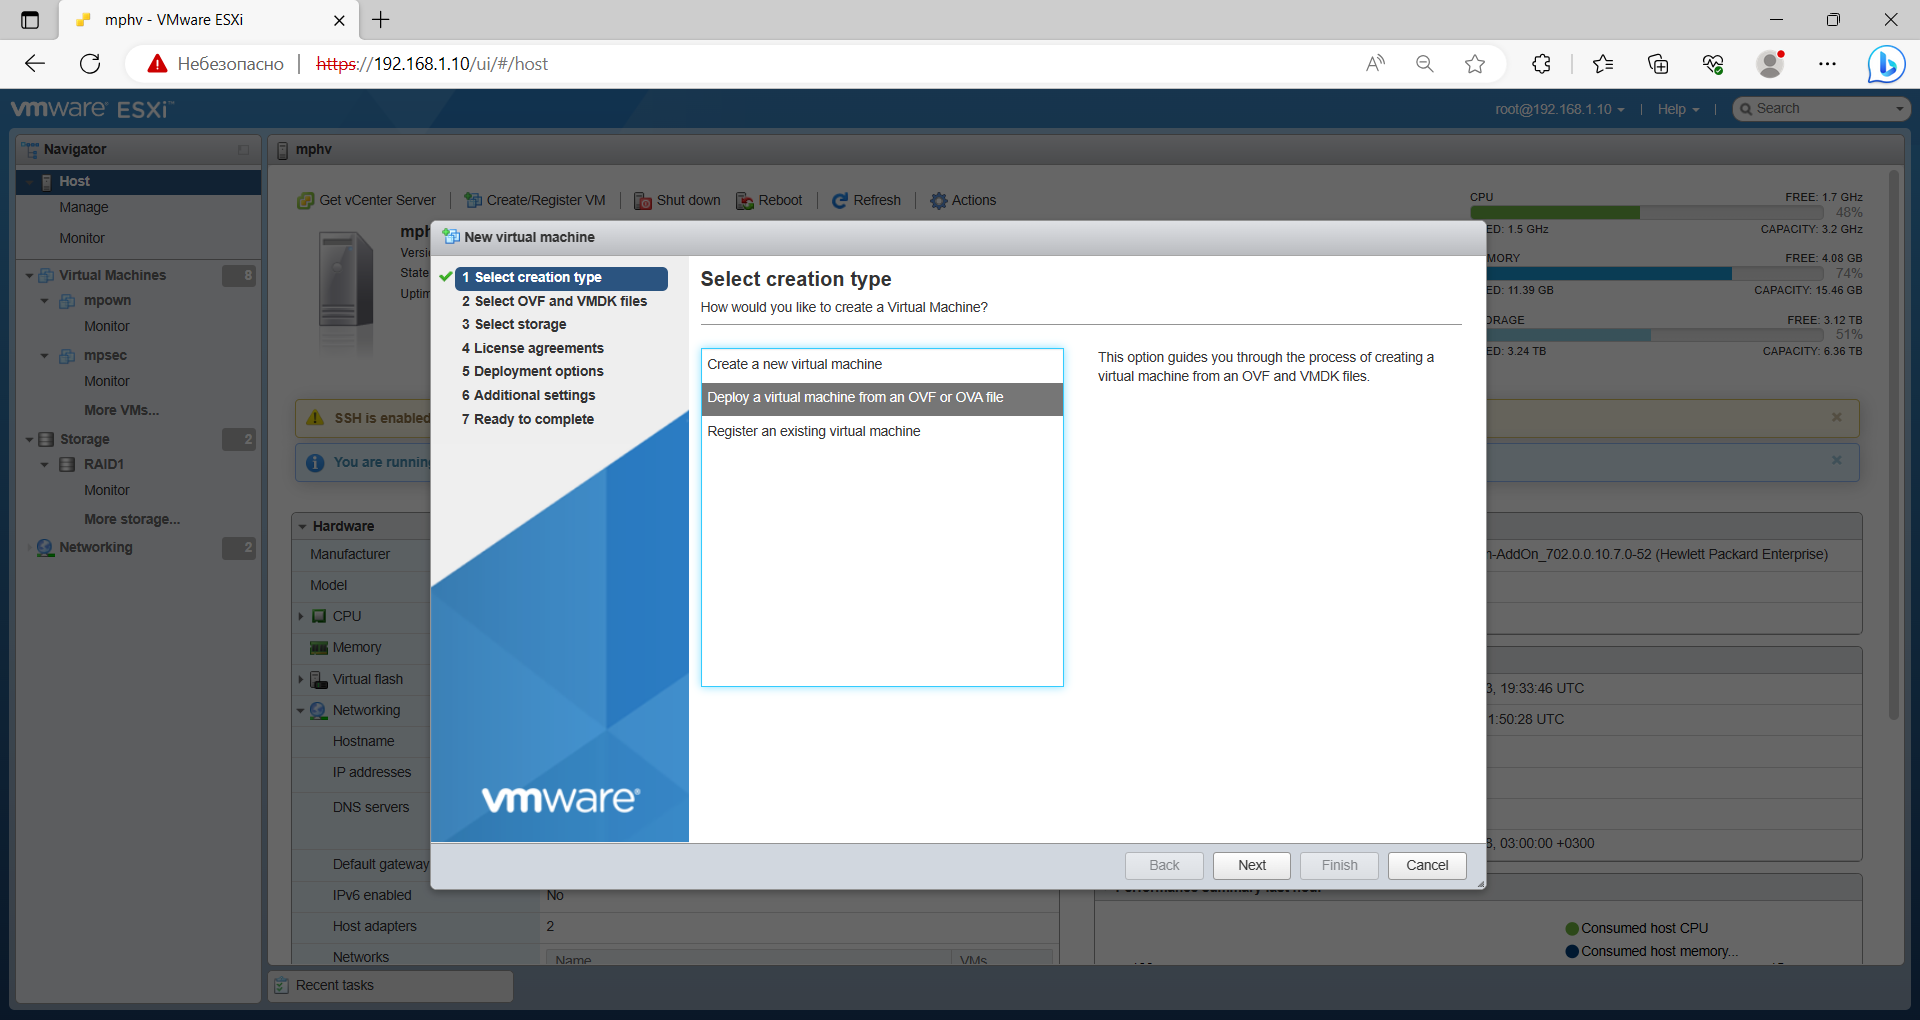 mphv - VMware ESXi
Небезопасно
https://192.168.1.10/ui/#/host
vmware ESXi™
root@192.168.1.10
Help
Search
Navigator
Host
Manage
Monitor
Virtual Machines
8
mpown
Monitor
mpsec
Monitor
More VMs...
Storage
2
RAID1
Monitor
More storage...
Networking
2
mphv
Get vCenter Server
Create/Register VM
Shut down
Reboot
Refresh
Actions
CPU
FREE: 1.7 GHz
48%
ED: 1.5 GHz
CAPACITY: 3.2 GHz
MORY
FREE: 4.08 GB
74%
ED: 11.39 GB
CAPACITY: 15.46 GB
ORAGE
FREE: 3.12 TB
51%
ED: 3.24 TB
CAPACITY: 6.36 TB
mph
Versi
State
Uptim
SSH is enabled
You are runnin
Hardware
Manufacturer
Model
CPU
Memory
Virtual flash
Networking
Hostname
IP addresses
DNS servers
Default gateway
IPv6 enabled
No
Host adapters
2
Networks
Name
VMs
New virtual machine
1 Select creation type
2 Select OVF and VMDK files
3 Select storage
4 License agreements
5 Deployment options
6 Additional settings
7 Ready to complete
vmware®
Select creation type
How would you like to create a Virtual Machine?
Create a new virtual machine
Deploy a virtual machine from an OVF or OVA file
Register an existing virtual machine
This option guides you through the process of creating a
virtual machine from an OVF and VMDK files.
Back
Next
Finish
Cancel
-AddOn_702.0.0.10.7.0-52 (Hewlett Packard Enterprise)
3, 19:33:46 UTC
1:50:28 UTC
, 03:00:00 +0300
Performance summary last hour
Consumed host CPU
Consumed host memory...
Recent tasks